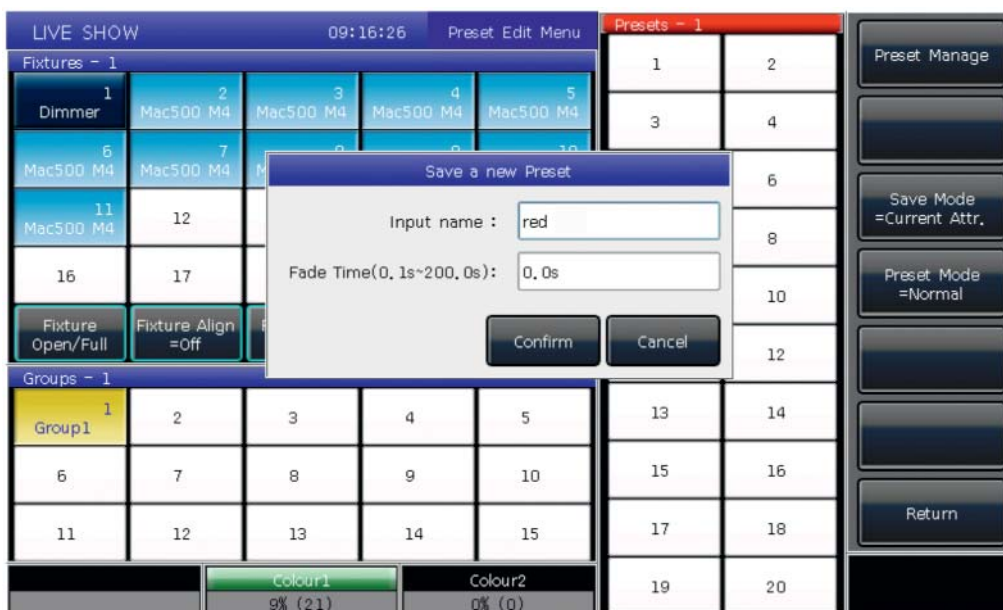 LIVE SHOW 09:16:26 Preset Edit Menu
Fixtures - 1
1 Dimmer
2 Mac500 M4
3 Mac500 M4
4 Mac500 M4
5 Mac500 M4
6 Mac500 M4
7 Mac500 M4
11 Mac500 M4
12
16
17
Fixture Open/Full
Fixture Align =Off
Save a new Preset
Input name : red
Fade Time(0.1s~200.0s): 0.0s
Confirm Cancel
Groups - 1
1 Group1
2 3 4 5
6 7 8 9 10
11 12 13 14 15
Colour1 9% (21)
Colour2 0% (0)
Presets - 1
1 2
3 4
6
8
10
12
13 14
15 16
17 18
19 20
Preset Manage
Save Mode =Current Attr.
Preset Mode =Normal
Return